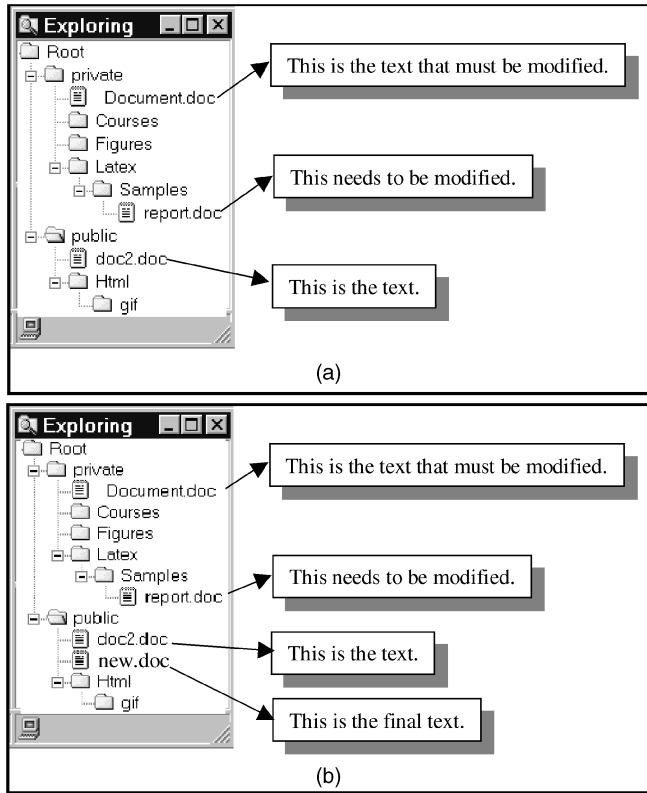 Exploring
Root
private
Document.doc
This is the text that must be modified.
Courses
Figures
Latex
Samples
This needs to be modified.
report.doc
public
doc2.doc
Html
This is the text.
gif
(a)
Exploring
Root
private
This is the text that must be modified.
Document.doc
Courses
Figures
Latex
Samples
This needs to be modified.
report.doc
public
doc2.doc
This is the text.
new.doc
Html
gif
This is the final text.
(b)